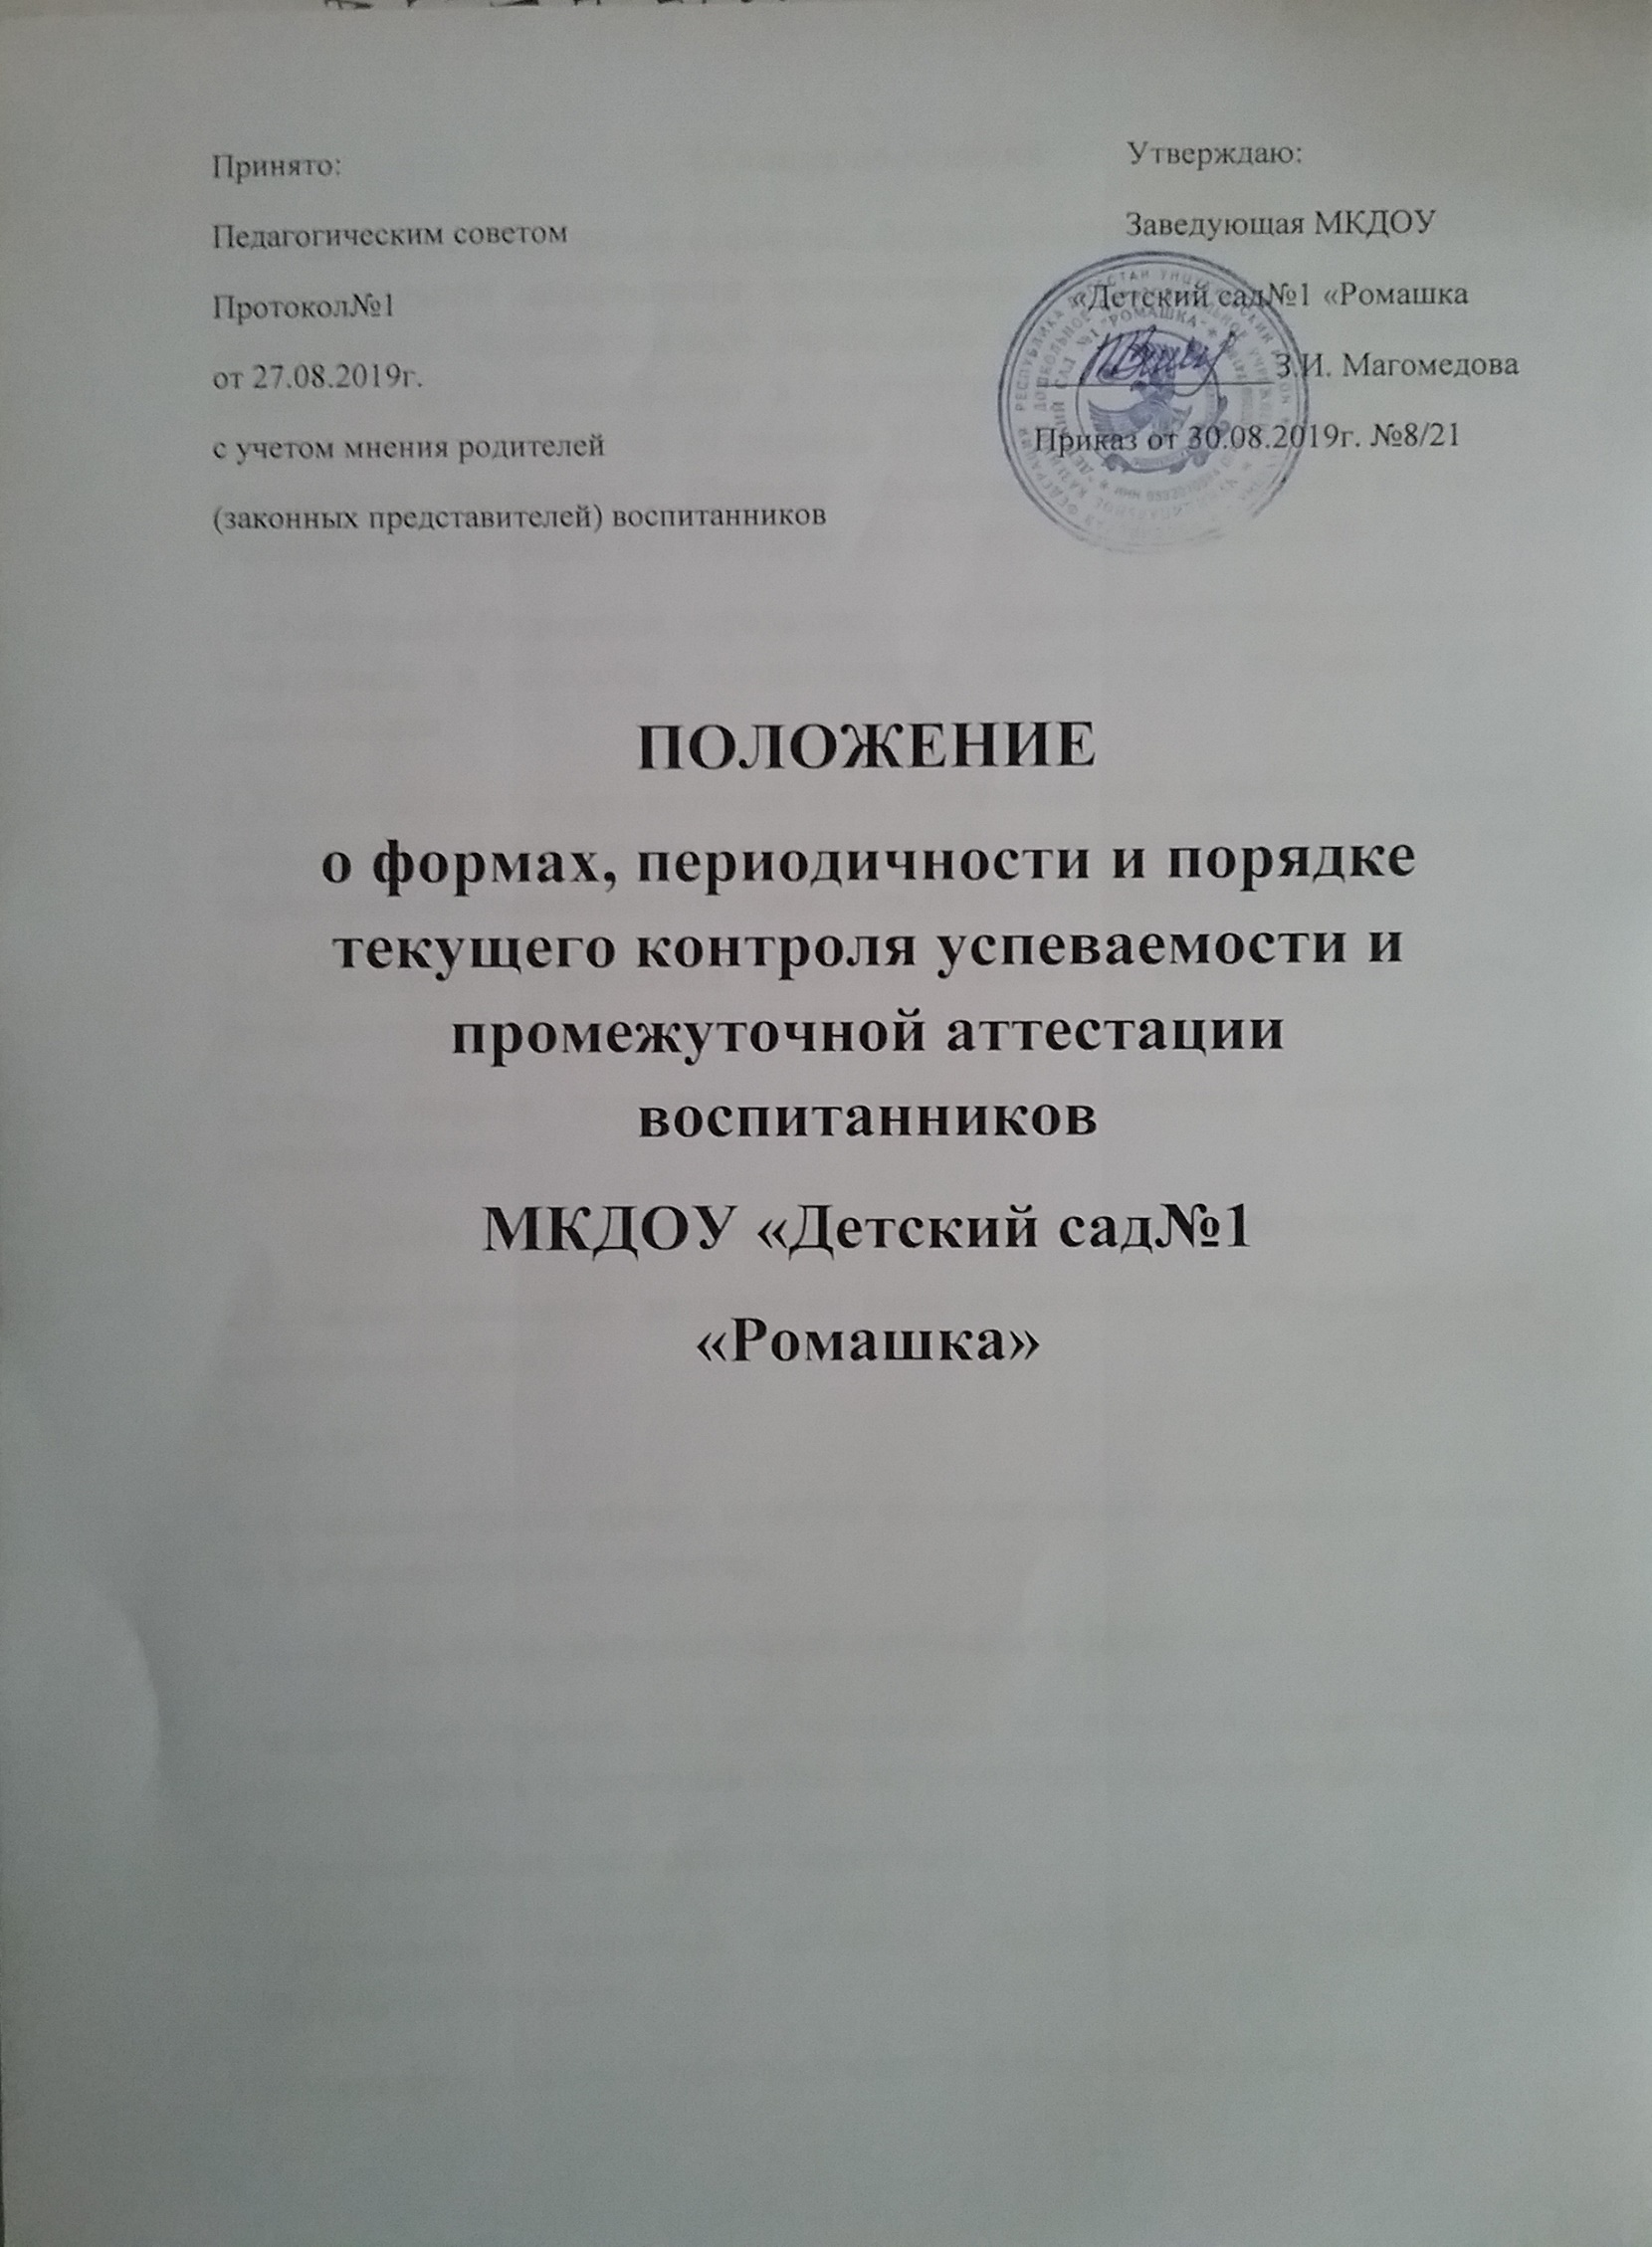 Принято:
Педагогическим советом
Протокол№1
от 27.08.2019г.
с учетом мнения родителей
(законных представителей) воспитанников
Утверждаю:
Заведующая МКДОУ
«Детский сад№1 «Ромашка
З.И. Магомедова
Приказ от 30.08.2019г. №8/21
ПОЛОЖЕНИЕ
о формах, периодичности и порядке
текущего контроля успеваемости и
промежуточной аттестации
воспитанников
МКДОУ «Детский сад№1
«Ромашка»